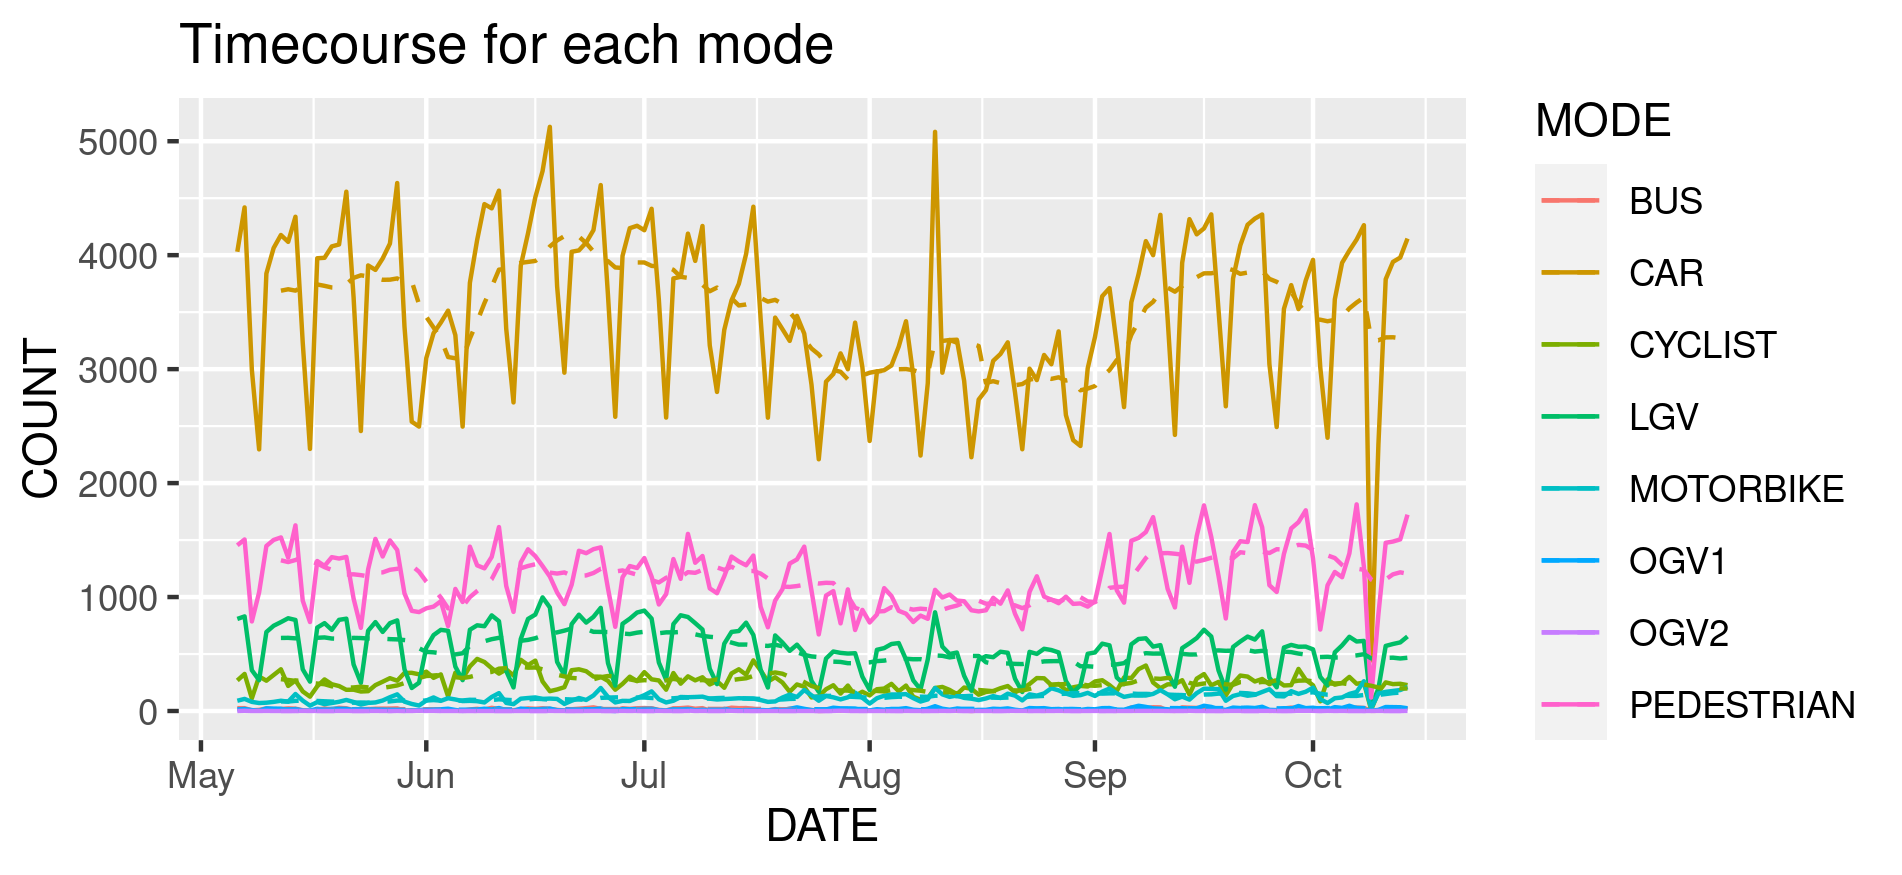 Timecourse for each mode
COUNT
5000
4000
3000
2000
1000
0
May Jun Jul Aug Sep Oct
DATE
MODE
BUS
CAR
CYCLIST
LGV
MOTORBIKE
OGV1
OGV2
PEDESTRIAN